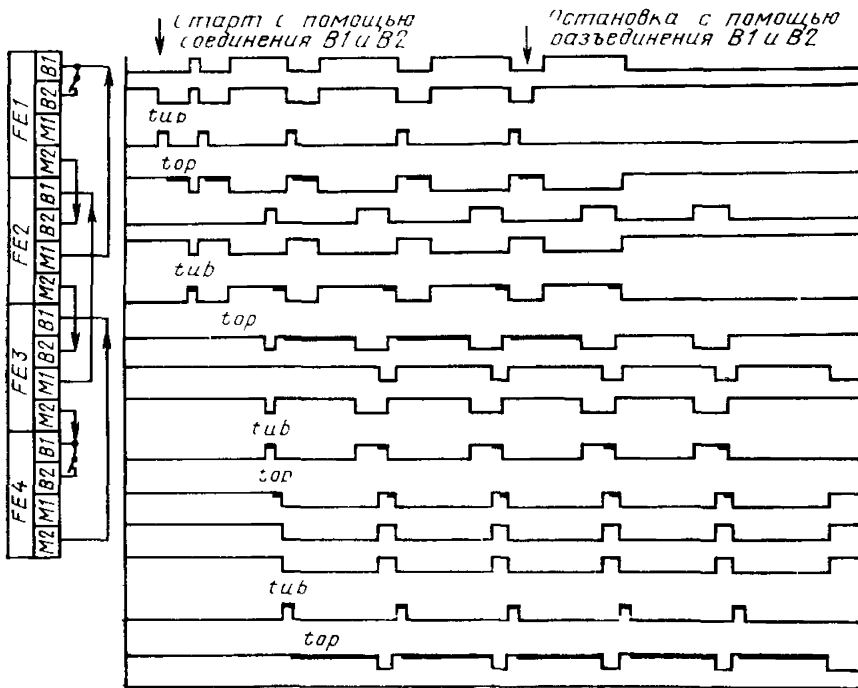 Старт с помощью
соединения B1 и B2
Остановка с помощью
разъединения B1 и B2
FE1
B1
B2
M1
M2
FE2
B1
B2
M1
M2
FE3
B1
B2
M1
M2
FE4
B1
B2
M1
M2
tub
top
tub
top
tub
top
tub
top